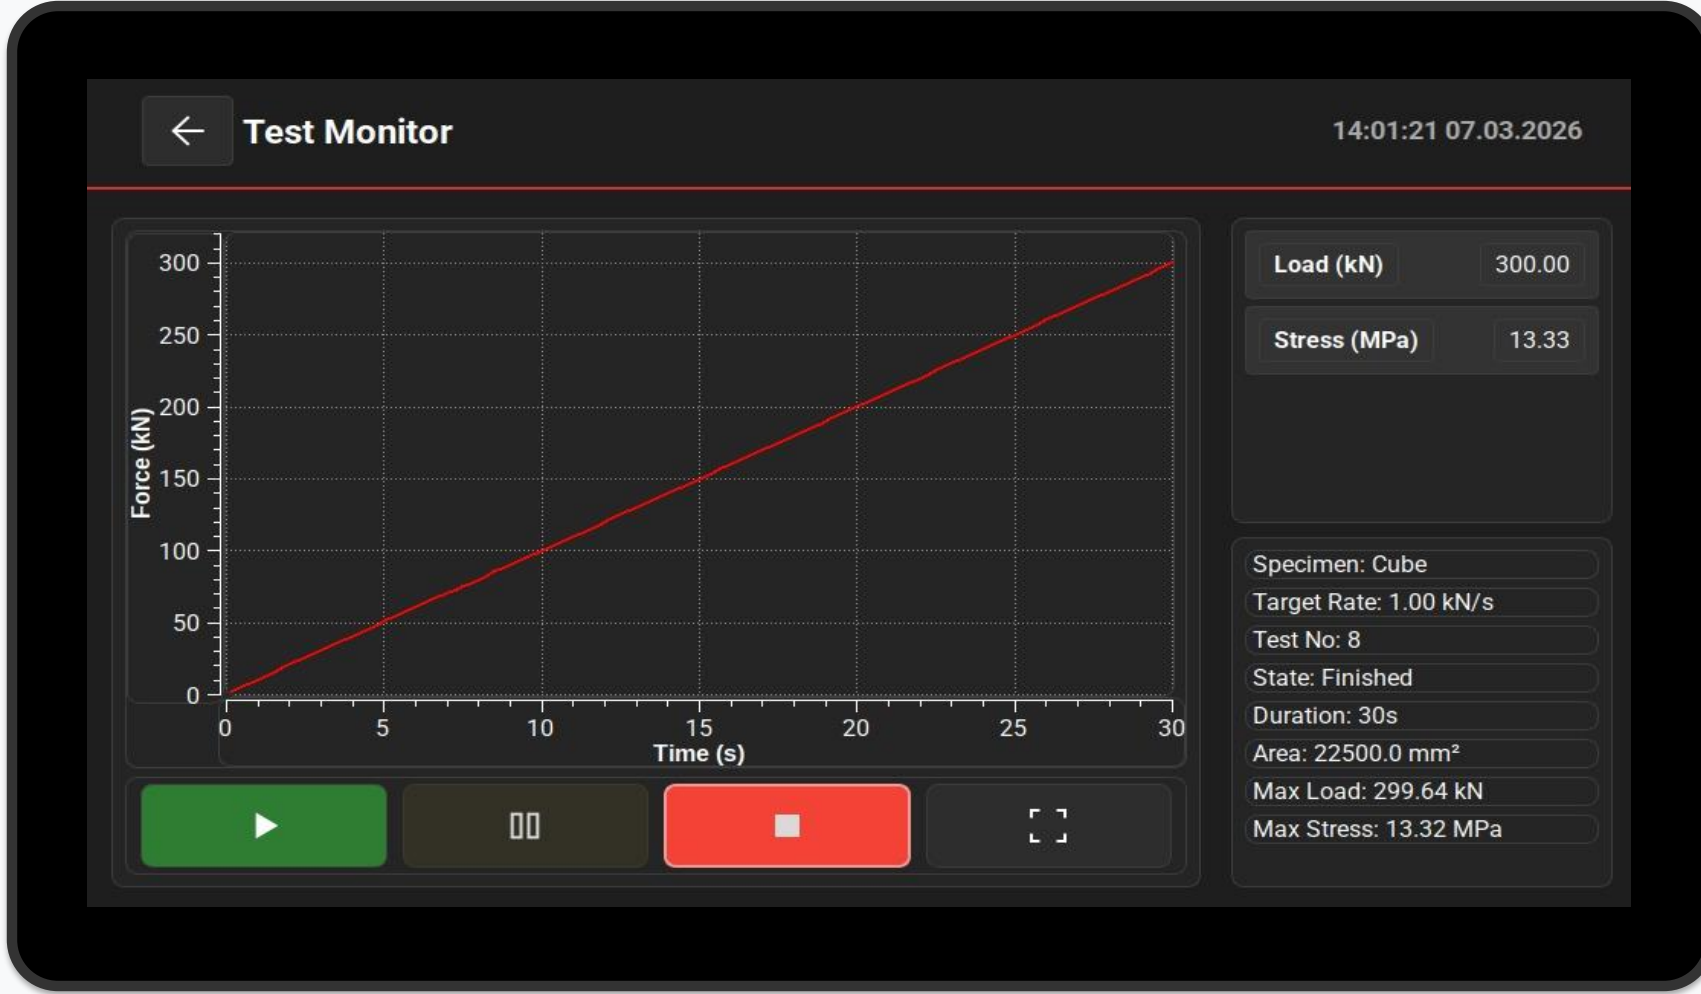 Test Monitor
14:01:21 07.03.2026
Force (kN)
300
250
200
150
100
50
0
0 5 10 15 20 25 30
Time (s)
Load (kN) 300.00
Stress (MPa) 13.33
Specimen: Cube
Target Rate: 1.00 kN/s
Test No: 8
State: Finished
Duration: 30s
Area: 22500.0 mm²
Max Load: 299.64 kN
Max Stress: 13.32 MPa